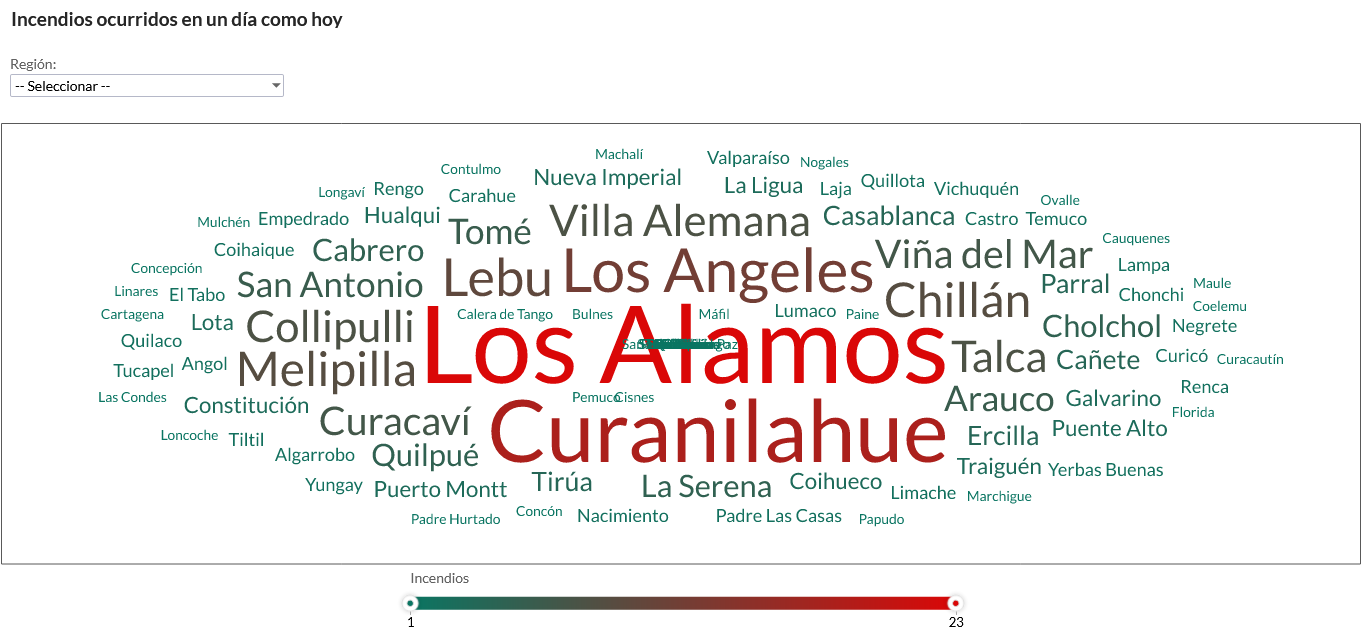 Incendios ocurridos en un día como hoy
Región:
-- Seleccionar --
Machalí
Valparaíso
Nogales
Contulmo
Nueva Imperial
La Ligua
Laja
Quillota
Vichuquén
Longaví
Rengo
Carahue
Ovalle
Mulchén
Empedrado
Hualqui
Tomé
Villa Alemana
Casablanca
Castro
Temuco
Coihaique
Cabrero
Viña del Mar
Cauquenes
Concepción
San Antonio
Lebu
Los Angeles
Lampa
Linares
El Tabo
Chillán
Parral
Chonchi
Maule
Coelemu
Cartagena
Lota
Collipulli
Calera de Tango
Bulnes
Máfil
Lumaco
Paine
Cholchol
Negrete
Quilaco
Los Alamos
Talca
Cañete
Curicó
Curacautín
Tucapel
Angol
Melipilla
Las Condes
Constitución
Pemuco
Cisnes
Arauco
Galvarino
Renca
Florida
Loncoche
Tiltil
Curacaví
Curanilahue
Ercilla
Puente Alto
Algarrobo
Quilpué
Traiguén
Yerbas Buenas
Yungay
Puerto Montt
Tirúa
La Serena
Coihueco
Limache
Marchigue
Padre Hurtado
Concón
Nacimiento
Padre Las Casas
Papudo
Incendios
1
23